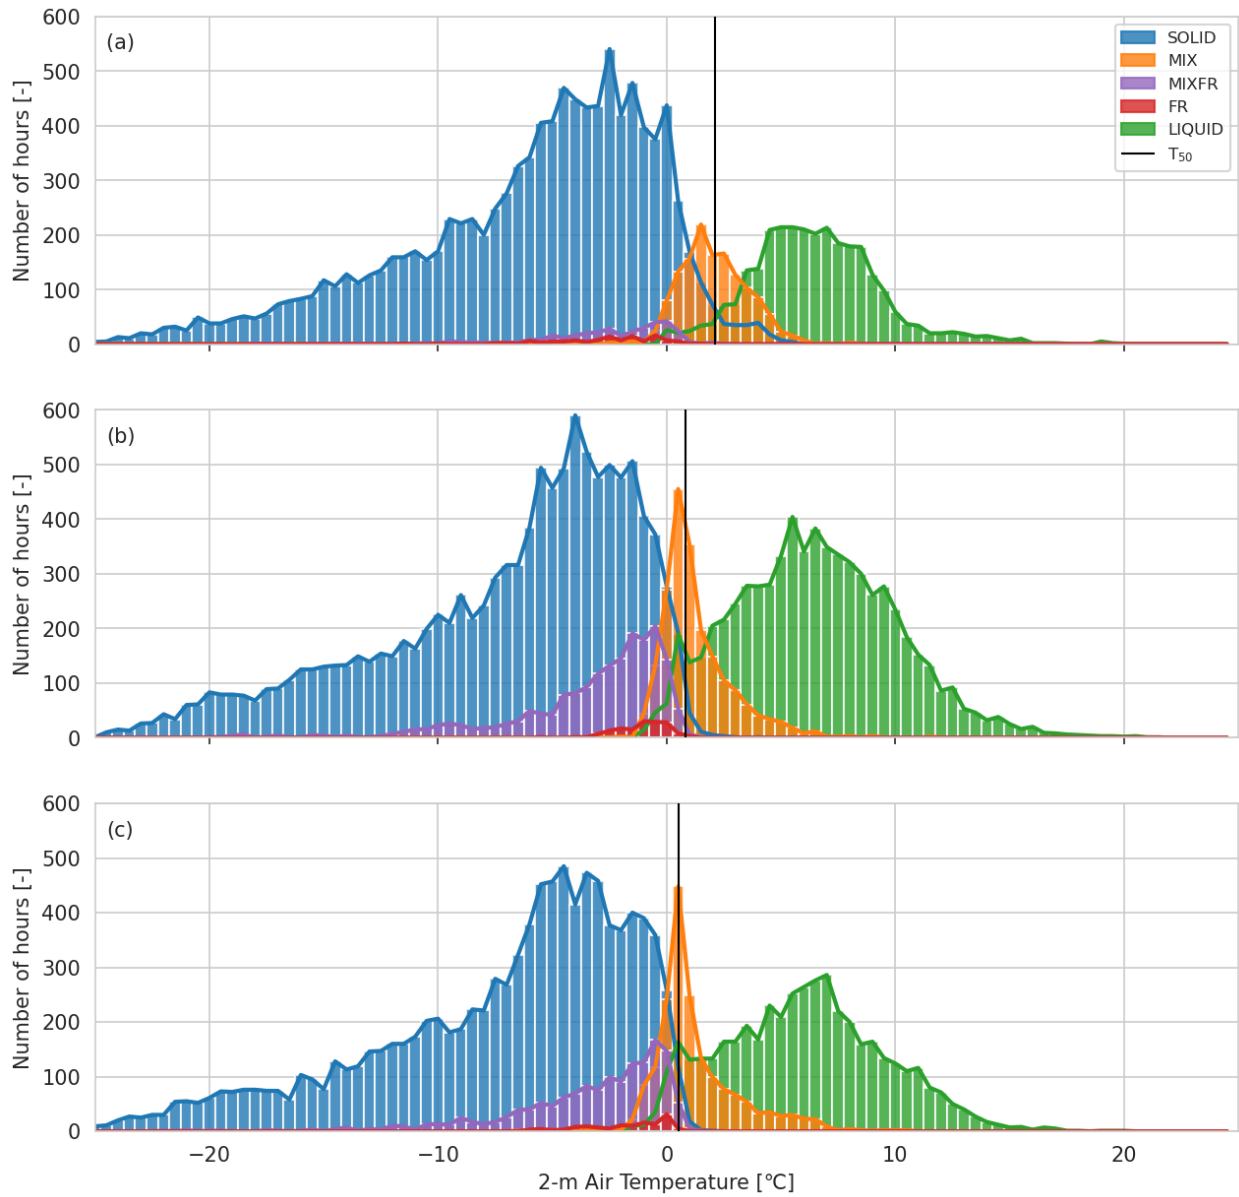 600
(a)
500
400
300
200
100
0
Number of hours [-]
SOLID
MIX
MIXFR
FR
LIQUID
T50
600
(b)
500
400
300
200
100
0
Number of hours [-]
600
(c)
500
400
300
200
100
0
Number of hours [-]
−20 −10 0 10 20
2-m Air Temperature [°C]